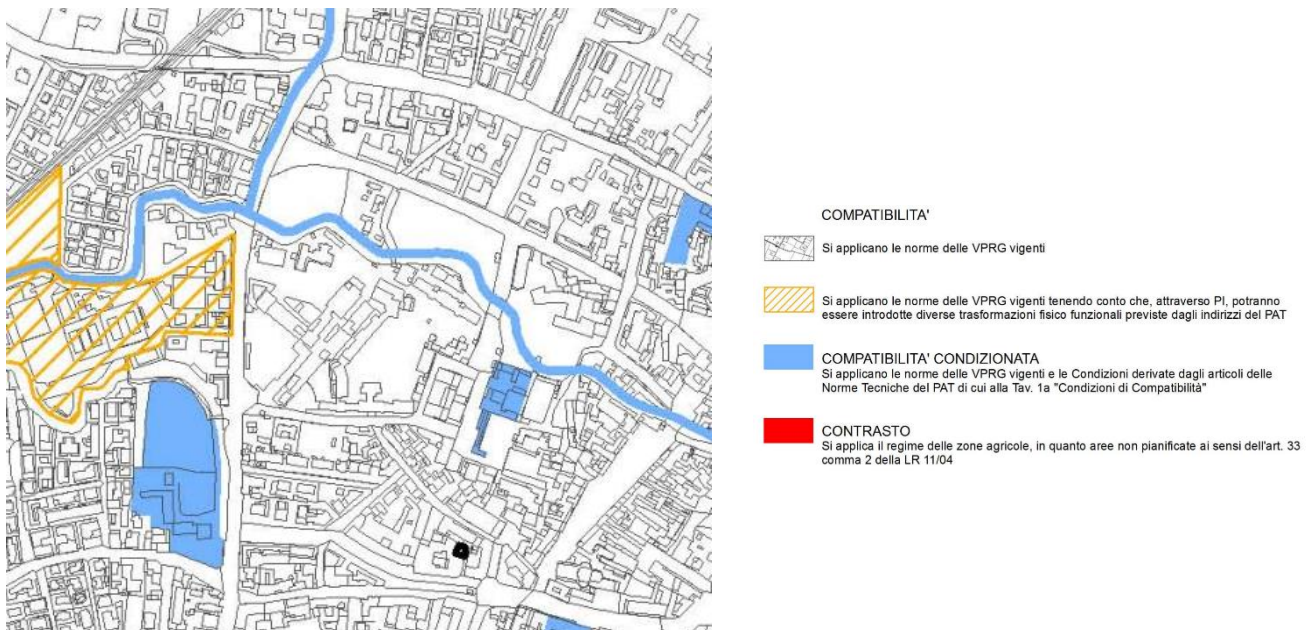 COMPATIBILITA'
Si applicano le norme delle VPRG vigenti
Si applicano le norme delle VPRG vigenti tenendo conto che, attraverso PI, potranno
essere introdotte diverse trasformazioni fisico funzionali previste dagli indirizzi del PAT
COMPATIBILITA' CONDIZIONATA
Si applicano le norme delle VPRG vigenti e le Condizioni derivate dagli articoli delle
Norme Tecniche del PAT di cui alla Tav. 1a "Condizioni di Compatibilità"
CONTRASTO
Si applica il regime delle zone agricole, in quanto aree non pianificate ai sensi dell'art. 33
comma 2 della LR 11/04